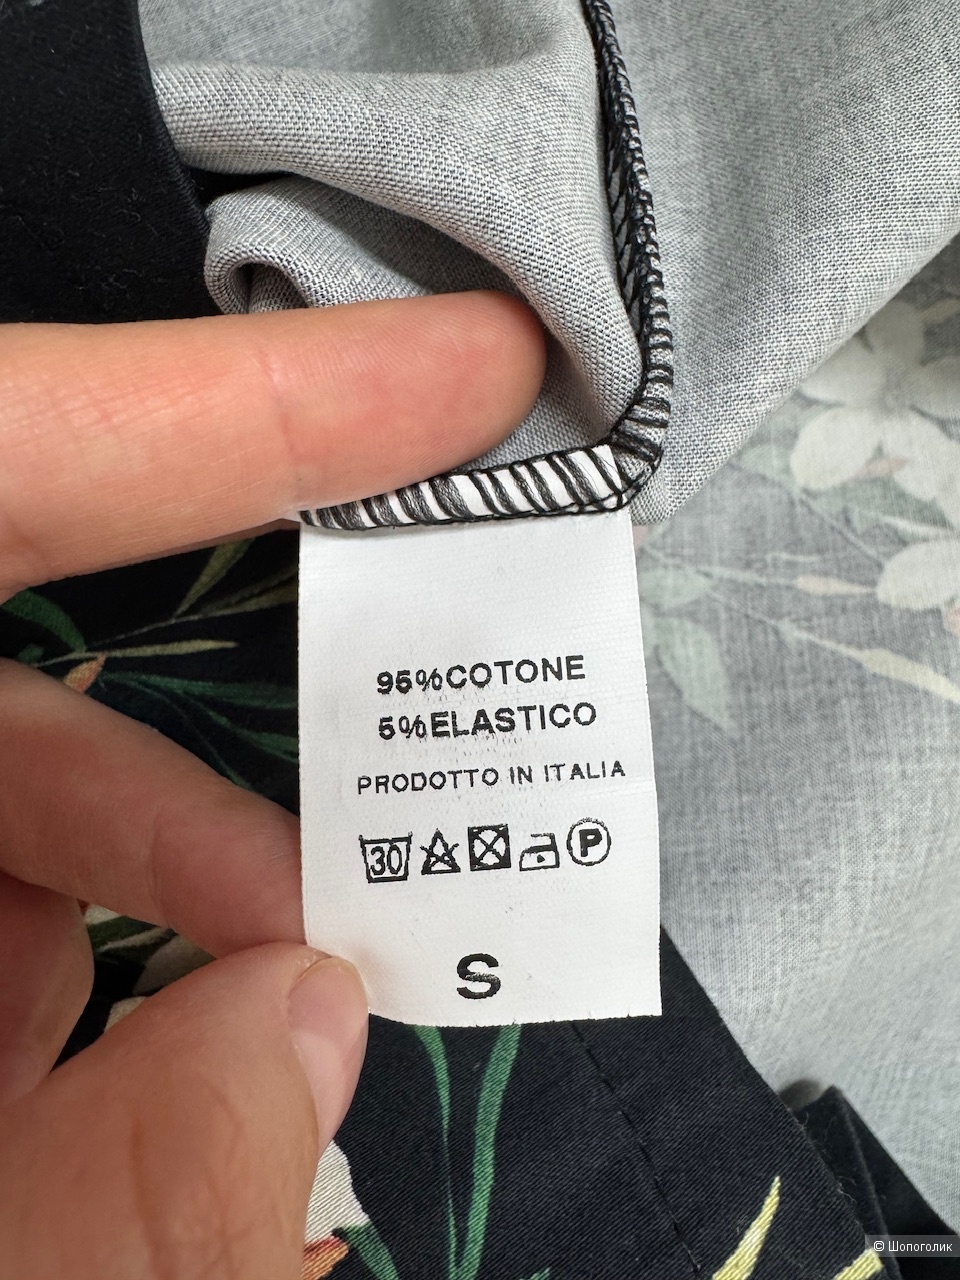 95%COTONE
5%ELASTICO
PRODOTTO IN ITALIA
30 P
S
© Шопоголик